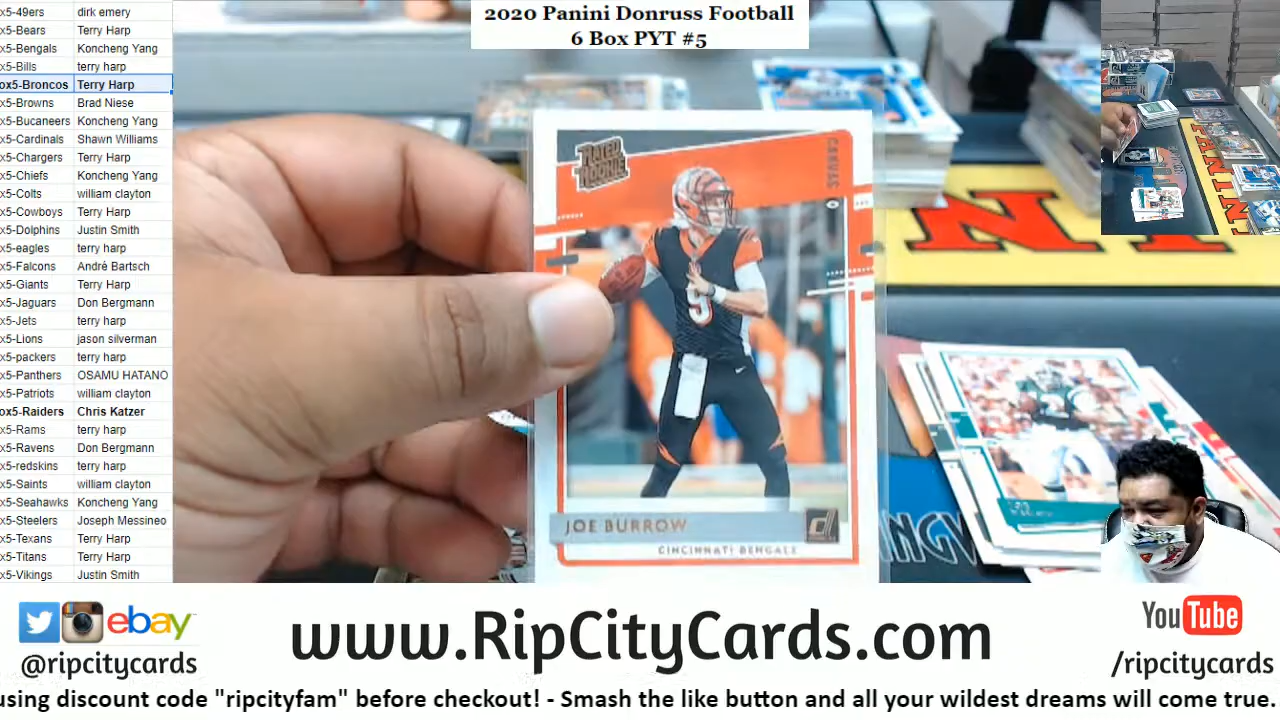 2020 Panini Donruss Football
6 Box PYT #5
x5-49ers dirk emery
x5-Bears Terry Harp
x5-Bengals Koncheng Yang
x5-Bills terry harp
ox5-Broncos Terry Harp
x5-Browns Brad Niese
x5-Bucaneers Koncheng Yang
x5-Cardinals Shawn Williams
x5-Chargers Terry Harp
x5-Chiefs Koncheng Yang
x5-Colts william clayton
x5-Cowboys Terry Harp
x5-Dolphins Justin Smith
x5-eagles terry harp
x5-Falcons André Bartsch
x5-Giants Terry Harp
x5-Jaguars Don Bergmann
x5-Jets terry harp
x5-Lions jason silverman
x5-packers terry harp
x5-Panthers OSAMU HATANO
x5-Patriots william clayton
ox5-Raiders Chris Katzer
x5-Rams terry harp
x5-Ravens Don Bergmann
x5-redskins terry harp
x5-Saints william clayton
x5-Seahawks Koncheng Yang
x5-Steelers Joseph Messineo
x5-Texans Terry Harp
x5-Titans Terry Harp
x5-Vikings Justin Smith
RATED ROOKIE
CANVAS
9
JOE BURROW
CINCINNATI BENGALS
ebay
@ripcitycards
www.RipCityCards.com
YouTube
/ripcitycards
using discount code "ripcityfam" before checkout! - Smash the like button and all your wildest dreams will come true.